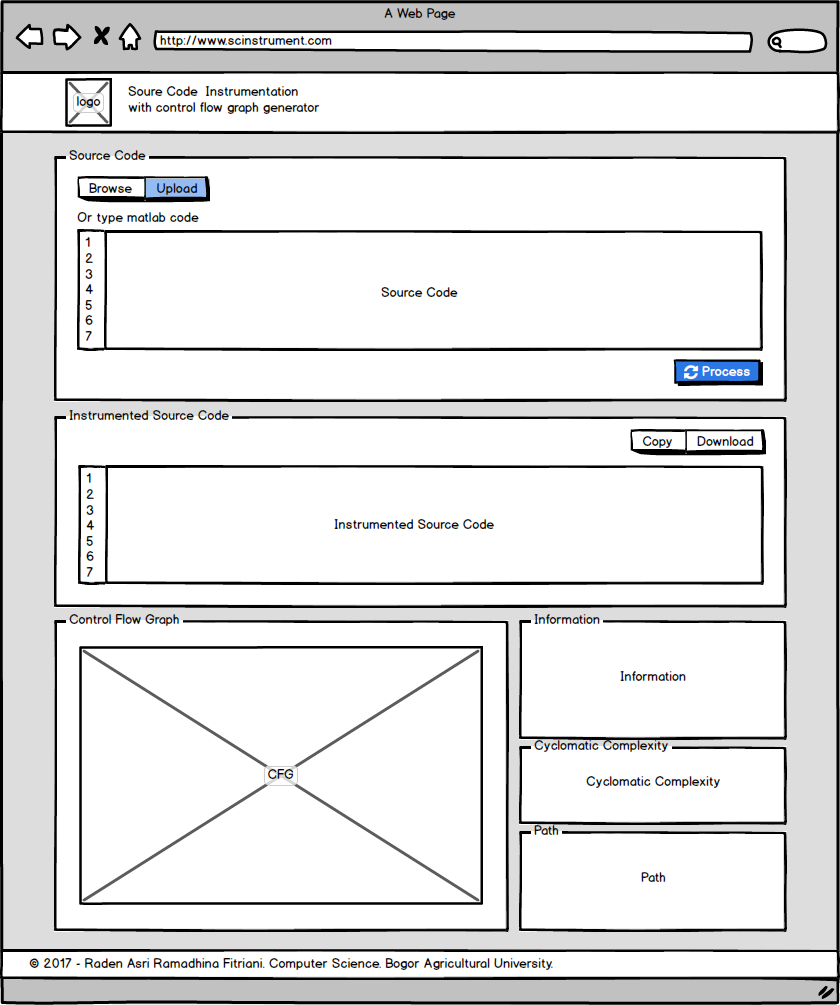 A Web Page
http://www.scinstrument.com
logo
Soure Code Instrumentation
with control flow graph generator
Source Code
Browse Upload
Or type matlab code
1
2
3
4
5
6
7
Source Code
Process
Instrumented Source Code
Copy Download
1
2
3
4
5
6
7
Instrumented Source Code
Control Flow Graph
CFG
Information
Information
Cyclomatic Complexity
Cyclomatic Complexity
Path
Path
© 2017 - Raden Asri Ramadhina Fitriani. Computer Science. Bogor Agricultural University.